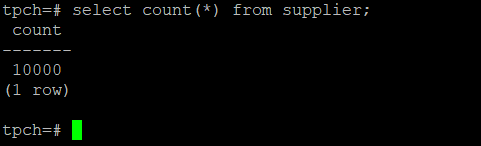 tpch=# select count(*) from supplier;
count
-------
10000
(1 row)
tpch=#